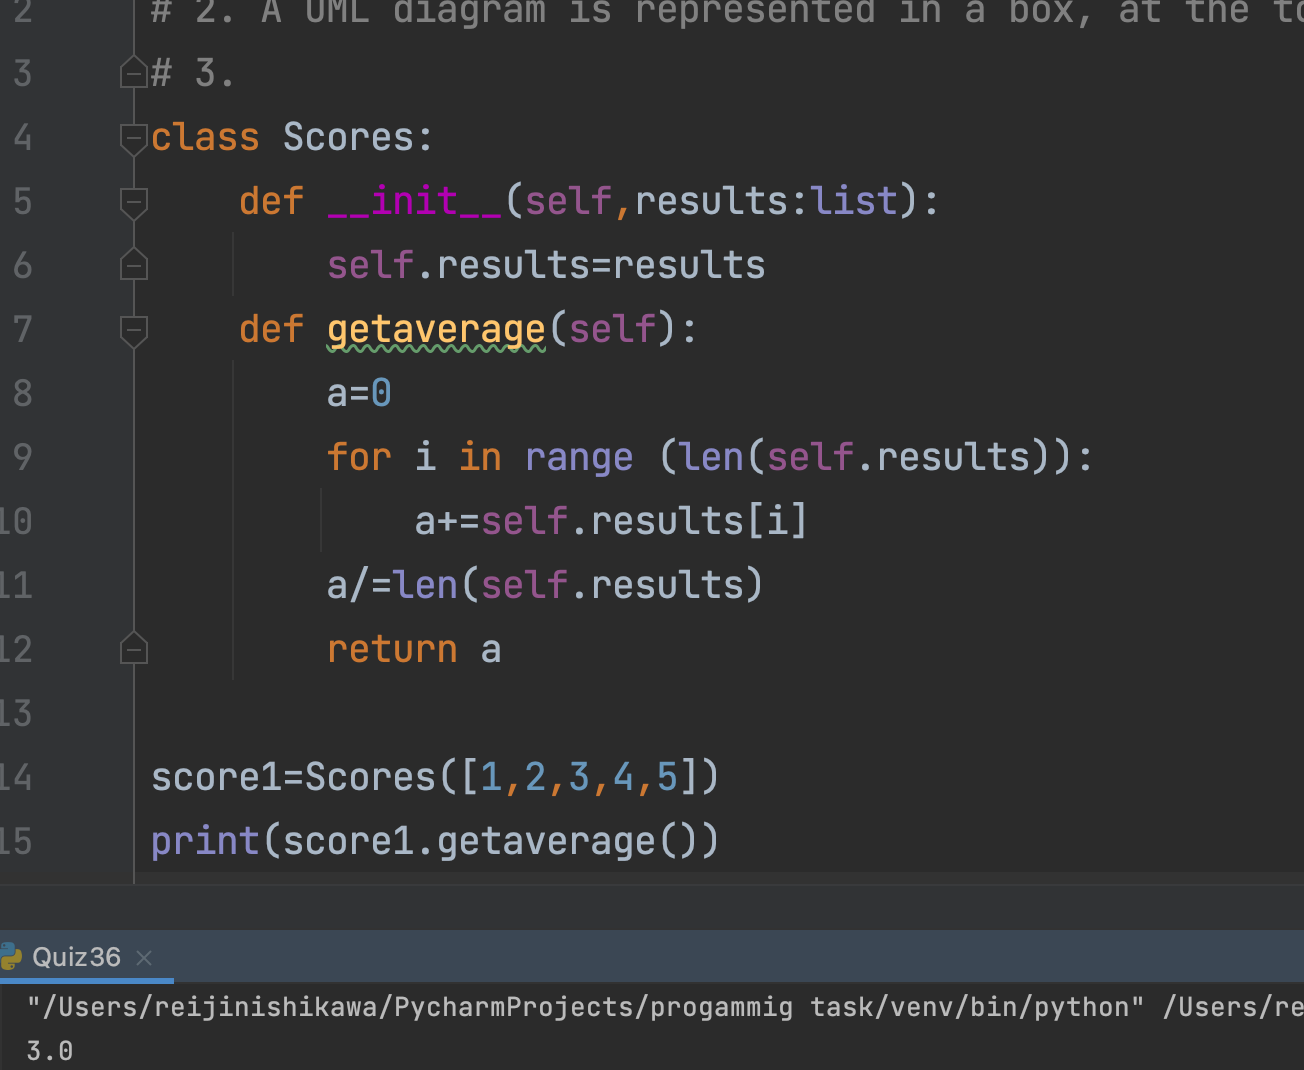 2 # 2. A UML diagram is represented in a box, at the
3 # 3.
4 class Scores:
5     def __init__(self,results:list):
6         self.results=results
7     def getaverage(self):
8         a=0
9         for i in range (len(self.results)):
10             a+=self.results[i]
11         a/=len(self.results)
12         return a
13
14 score1=Scores([1,2,3,4,5])
15 print(score1.getaverage())
Quiz36
"/Users/reijinishikawa/PycharmProjects/progammig task/venv/bin/python" /Users/re
3.0